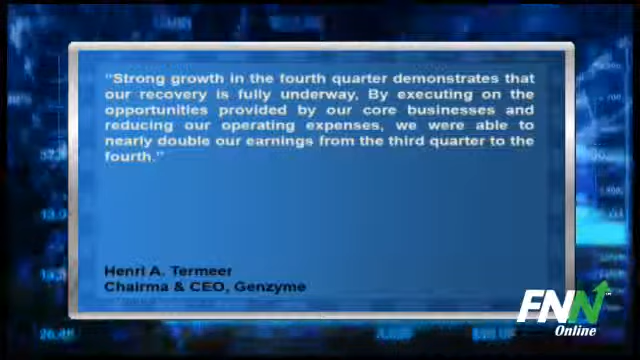 "Strong growth in the fourth quarter demonstrates that
our recovery is fully underway, By executing on the
opportunities provided by our core businesses and
reducing our operating expenses, we were able to
nearly double our earnings from the third quarter to the
fourth."
Henri A. Termeer
Chairma & CEO, Genzyme
FNN
Online